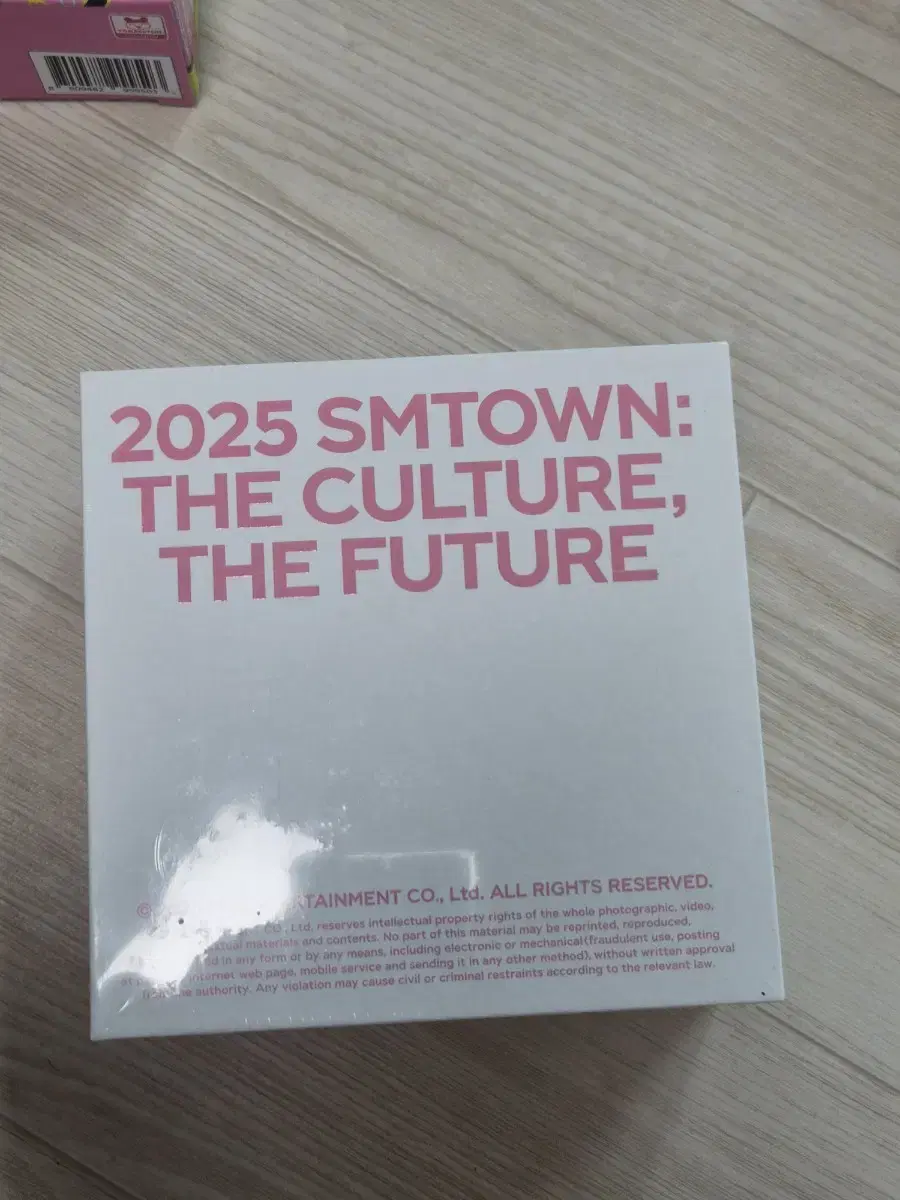 2025 SMTOWN:
THE CULTURE,
THE FUTURE
© RTAINMENT CO., Ltd. ALL RIGHTS RESERVED.
CO., Ltd. reserves intellectual property rights of the whole photographic, video,
materials and contents. No part of this material may be reprinted, reproduced,
in any form or by any means, including electronic or mechanical(fraudulent use, posting
internet web page, mobile service and sending it in any other method), without written approval
authority. Any violation may cause civil or criminal restraints according to the relevant law.